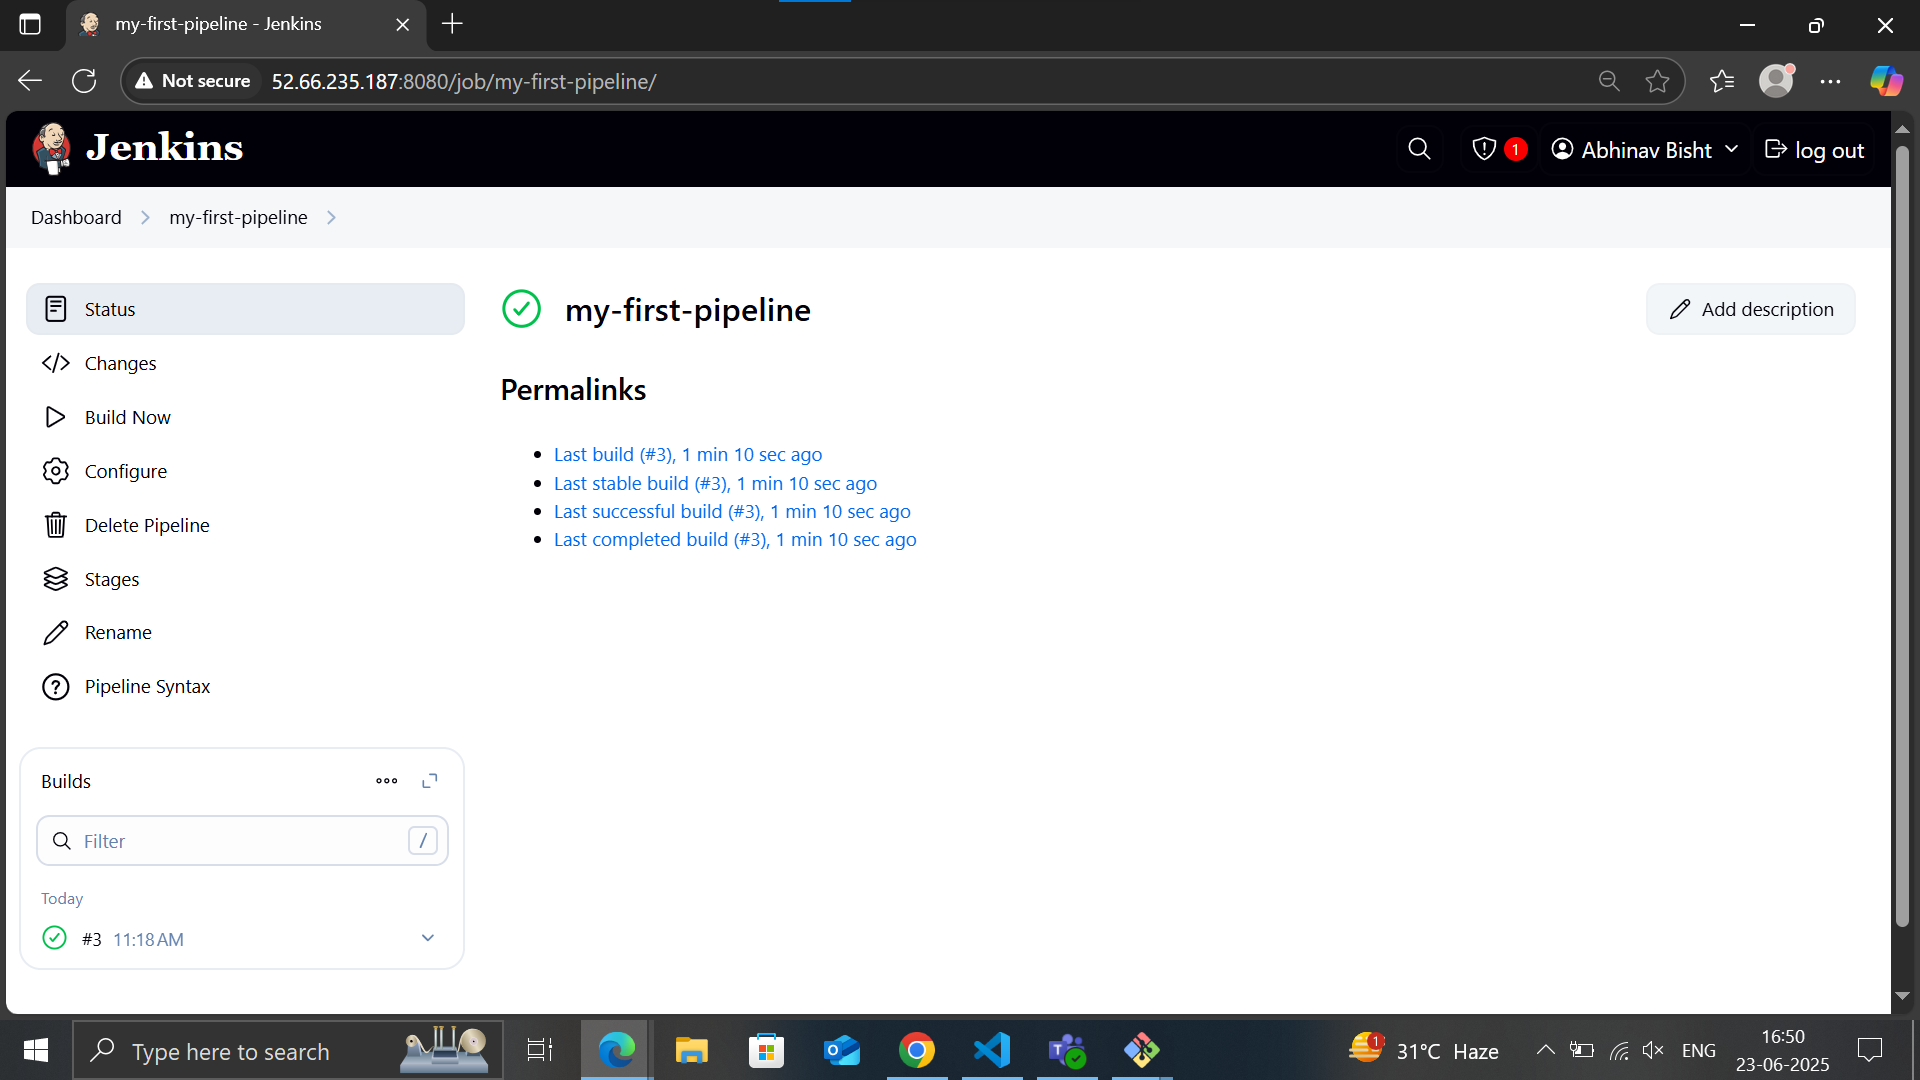 my-first-pipeline - Jenkins
Not secure 52.66.235.187:8080/job/my-first-pipeline/
Jenkins
1
Abhinav Bisht
log out
Dashboard
my-first-pipeline
Status
Changes
Build Now
Configure
Delete Pipeline
Stages
Rename
Pipeline Syntax
my-first-pipeline
Add description
Permalinks
Last build (#3), 1 min 10 sec ago
Last stable build (#3), 1 min 10 sec ago
Last successful build (#3), 1 min 10 sec ago
Last completed build (#3), 1 min 10 sec ago
Builds
Filter
/
Today
#3 11:18 AM
Type here to search
1
31°C Haze
ENG
16:50
23-06-2025